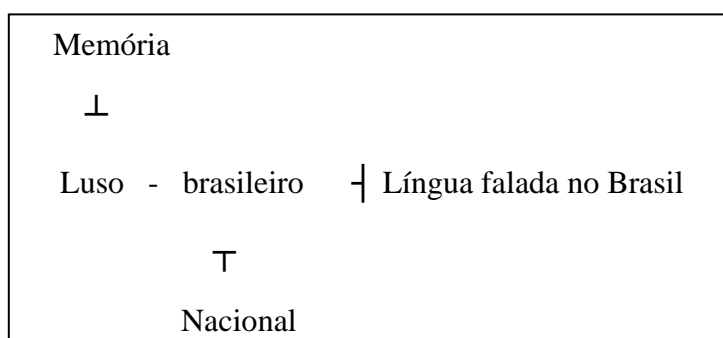 Memória
⊥
Luso - brasileiro ┤ Língua falada no Brasil
┬
Nacional